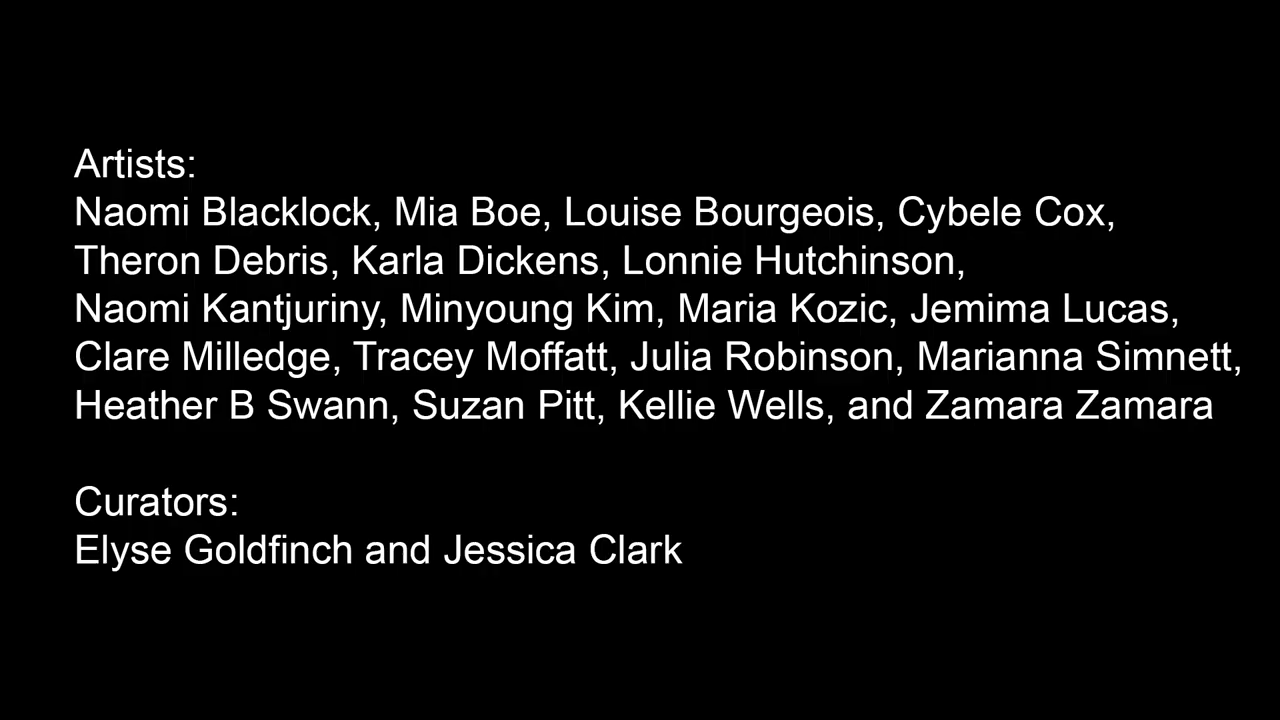 Artists:
Naomi Blacklock, Mia Boe, Louise Bourgeois, Cybele Cox,
Theron Debris, Karla Dickens, Lonnie Hutchinson,
Naomi Kantjuriny, Minyoung Kim, Maria Kozic, Jemima Lucas,
Clare Milledge, Tracey Moffatt, Julia Robinson, Marianna Simnett,
Heather B Swann, Suzan Pitt, Kellie Wells, and Zamara Zamara
Curators:
Elyse Goldfinch and Jessica Clark